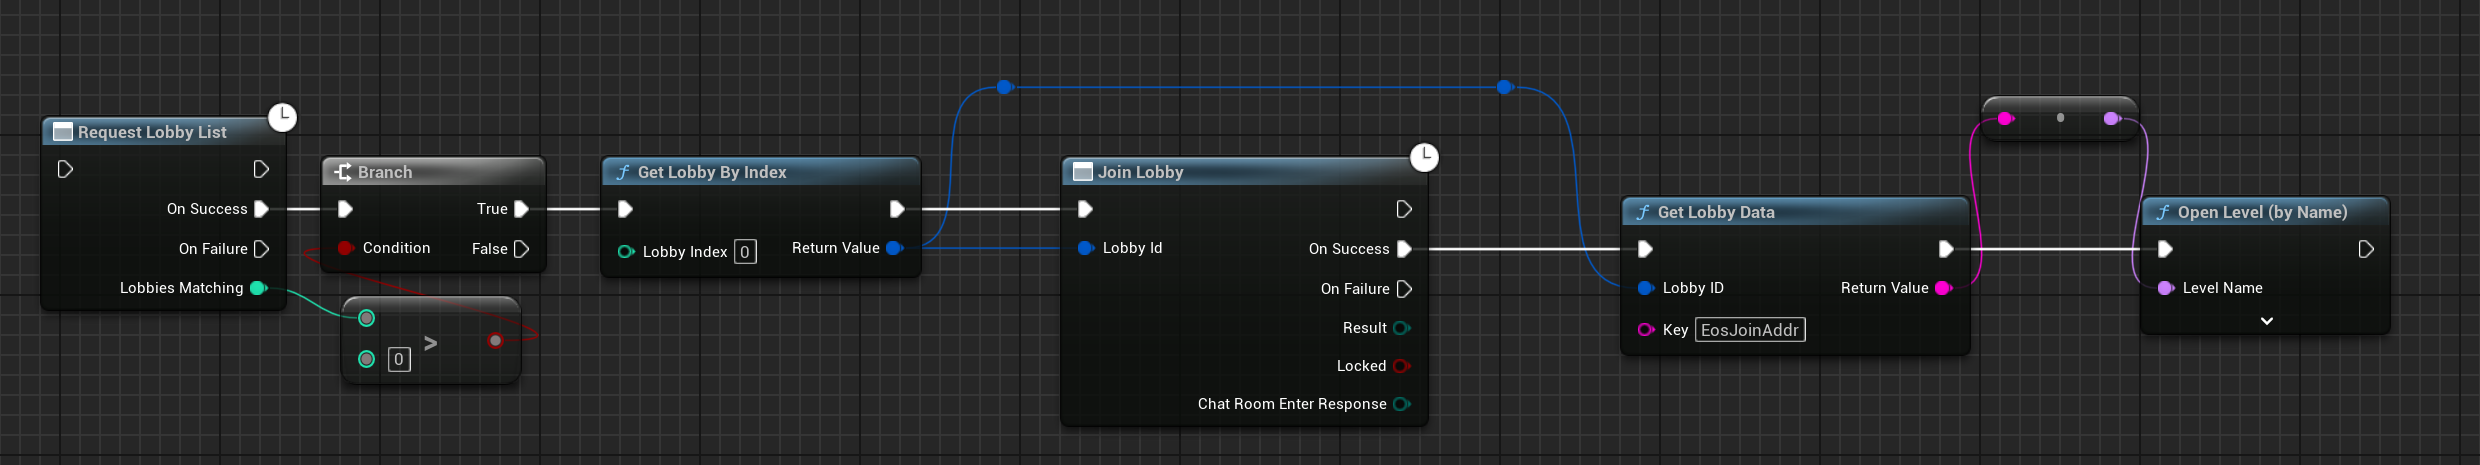 Request Lobby List
On Success
On Failure
Lobbies Matching
Branch
True
Condition
False
>
0
Get Lobby By Index
Lobby Index 0
Return Value
Join Lobby
Lobby Id
On Success
On Failure
Result
Locked
Chat Room Enter Response
Get Lobby Data
Lobby ID
Return Value
Key EosJoinAddr
Open Level (by Name)
Level Name